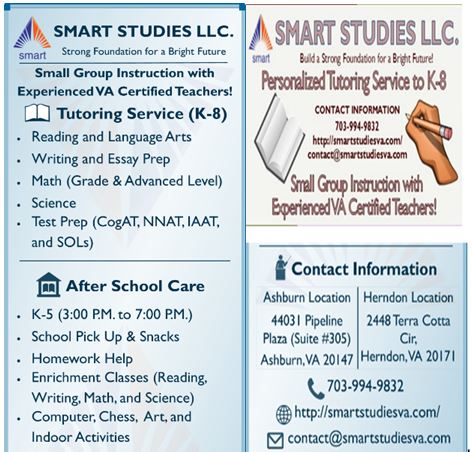 smart
SMART STUDIES LLC.
Strong Foundation for a Bright Future
Small Group Instruction with
Experienced VA Certified Teachers!
Tutoring Service (K-8)
• Reading and Language Arts
• Writing and Essay Prep
• Math (Grade & Advanced Level)
• Science
• Test Prep (CogAT, NNAT, IAAT,
and SOLs)
After School Care
• K-5 (3:00 P.M. to 7:00 P.M.)
• School Pick Up & Snacks
• Homework Help
• Enrichment Classes (Reading,
Writing, Math, and Science)
• Computer, Chess, Art, and
Indoor Activities
smart
SMART STUDIES LLC.
Build a Strong Foundation for a Bright Future!
Personalized Tutoring Service to K-8
CONTACT INFORMATION
703-994-9832
http://smartstudiesva.com/
contact@smartstudiesva.com
Small Group Instruction with
Experienced VA Certified Teachers!
Contact Information
Ashburn Location
44031 Pipeline
Plaza (Suite #305)
Ashburn, VA 20147
Herndon Location
2448 Terra Cotta
Cir,
Herndon, VA 20171
703-994-9832
http://smartstudiesva.com/
contact@smartstudiesva.com